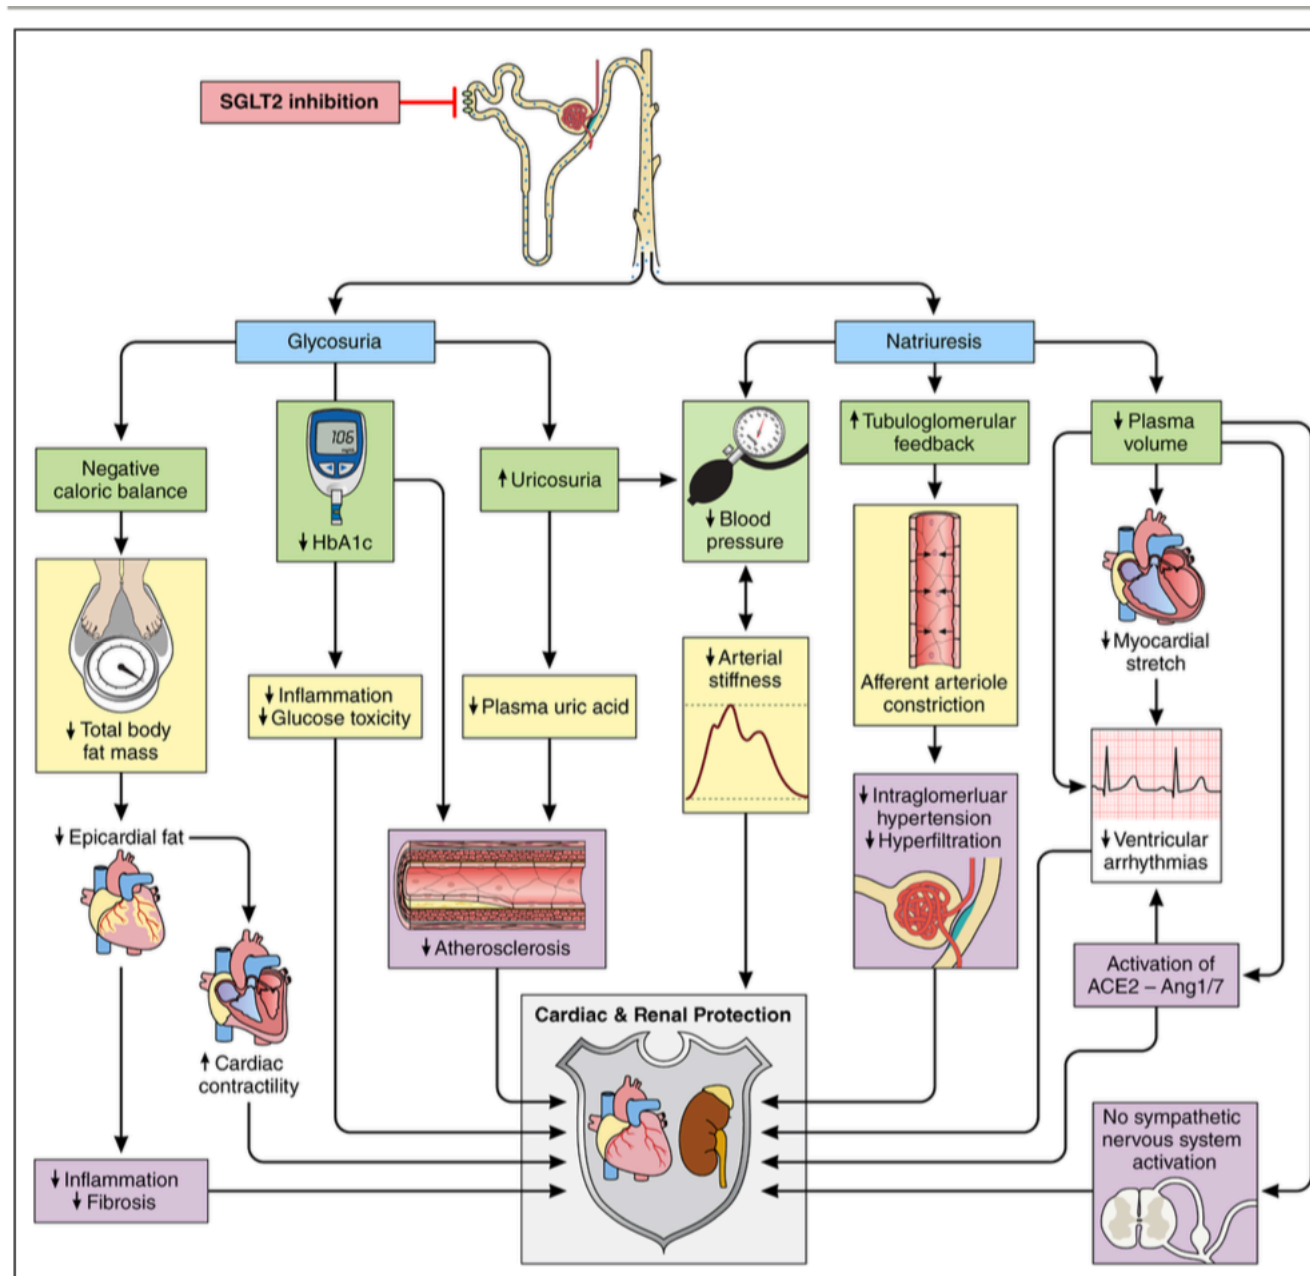 SGLT2 inhibition
Glycosuria
Natriuresis
Negative
caloric balance
106
↓ HbA1c
↑ Uricosuria
↓ Blood
pressure
↑ Tubuloglomerular
feedback
↓ Plasma
volume
↓ Total body
fat mass
↓ Inflammation
↓ Glucose toxicity
↓ Plasma uric acid
↓ Arterial
stiffness
Afferent arteriole
constriction
↓ Myocardial
stretch
↓ Epicardial fat
↑ Cardiac
contractility
↓ Atherosclerosis
↓ Intraglomerluar
hypertension
↓ Hyperfiltration
↓ Ventricular
arrhythmias
Activation of
ACE2 – Ang1/7
Cardiac & Renal Protection
↓ Inflammation
↓ Fibrosis
No sympathetic
nervous system
activation